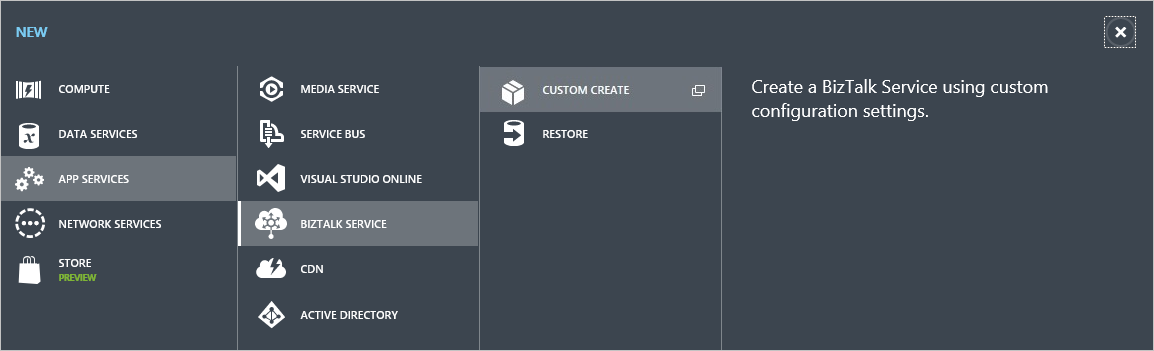 NEW
COMPUTE
DATA SERVICES
APP SERVICES
NETWORK SERVICES
STORE
PREVIEW
MEDIA SERVICE
SERVICE BUS
VISUAL STUDIO ONLINE
BIZTALK SERVICE
CDN
ACTIVE DIRECTORY
CUSTOM CREATE
RESTORE
Create a BizTalk Service using custom
configuration settings.